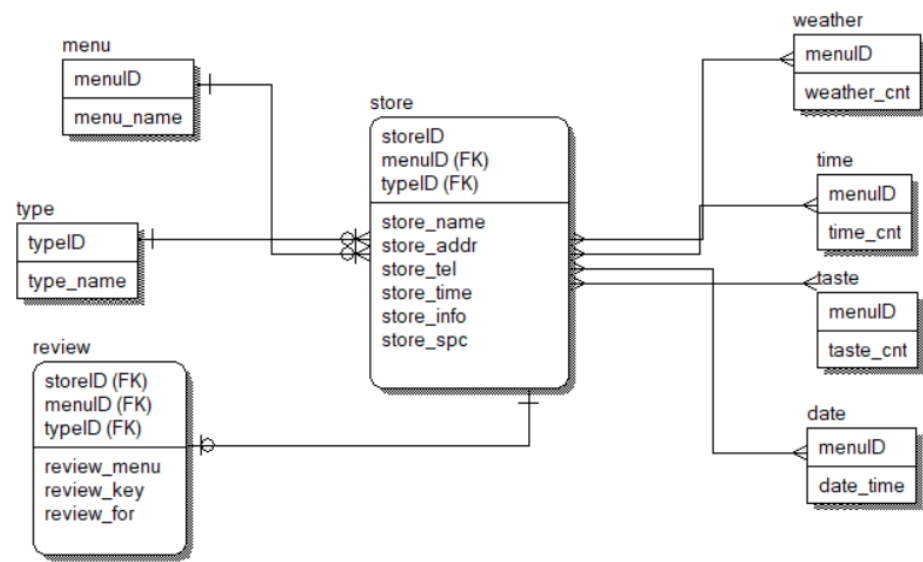 menu
menuID
menu_name
type
typeID
type_name
review
storeID (FK)
menuID (FK)
typeID (FK)
review_menu
review_key
review_for
store
storeID
menuID (FK)
typeID (FK)
store_name
store_addr
store_tel
store_time
store_info
store_spc
weather
menuID
weather_cnt
time
menuID
time_cnt
taste
menuID
taste_cnt
date
menuID
date_time